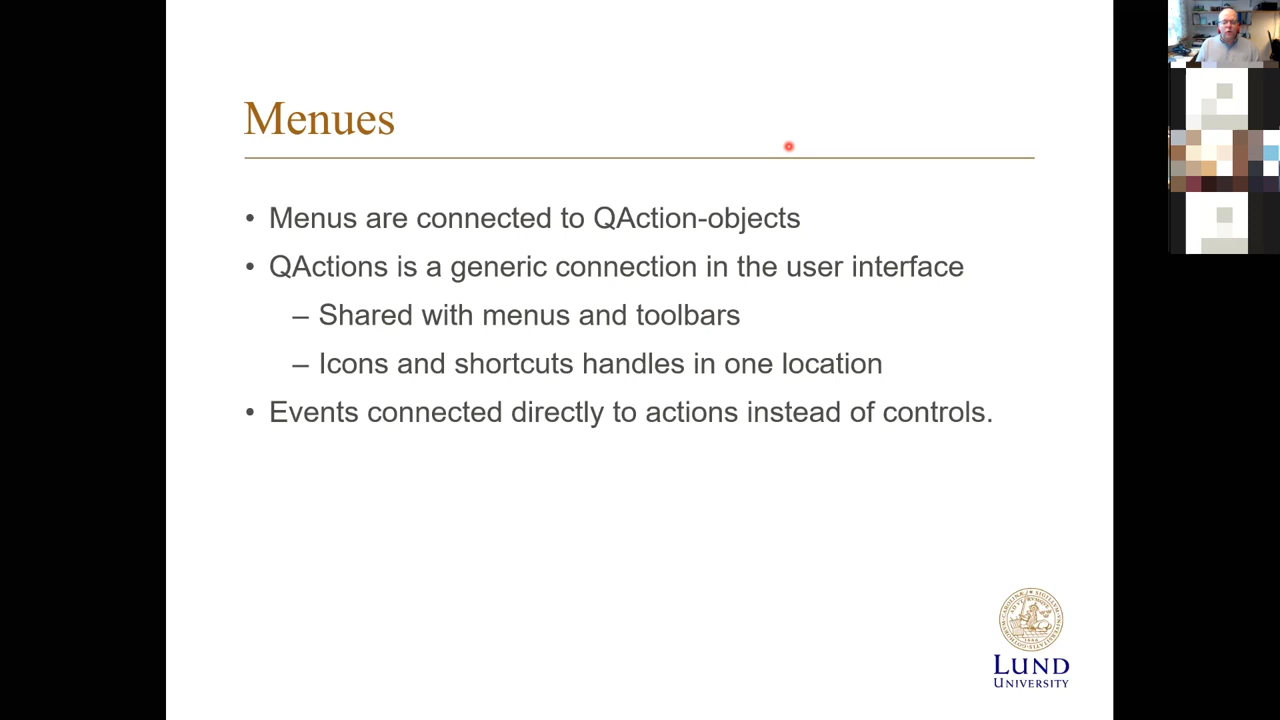 Menues
• Menus are connected to QAction-objects
• QActions is a generic connection in the user interface
– Shared with menus and toolbars
– Icons and shortcuts handles in one location
• Events connected directly to actions instead of controls.
LUND
UNIVERSITY